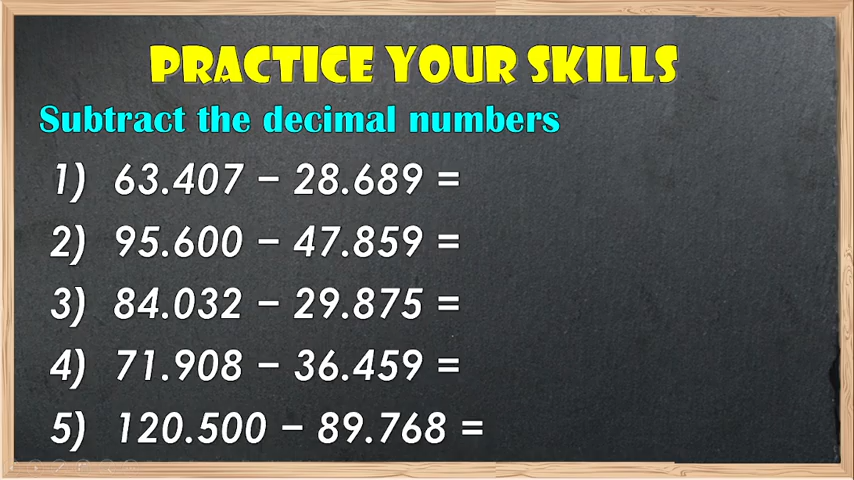 PRACTICE YOUR SKILLS
Subtract the decimal numbers
1) 63.407 − 28.689 =
2) 95.600 − 47.859 =
3) 84.032 − 29.875 =
4) 71.908 − 36.459 =
5) 120.500 − 89.768 =